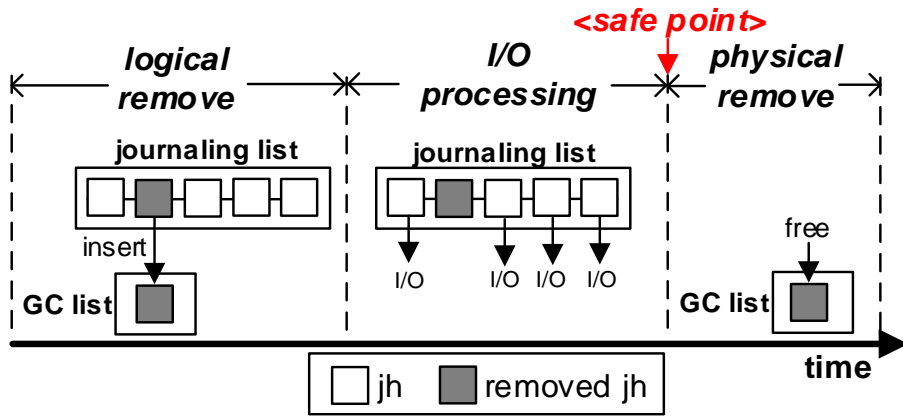 <safe point>
logical
remove
I/O
processing
physical
remove
journaling list
journaling list
insert
I/O
I/O
I/O
I/O
free
GC list
GC list
time
jh
removed jh